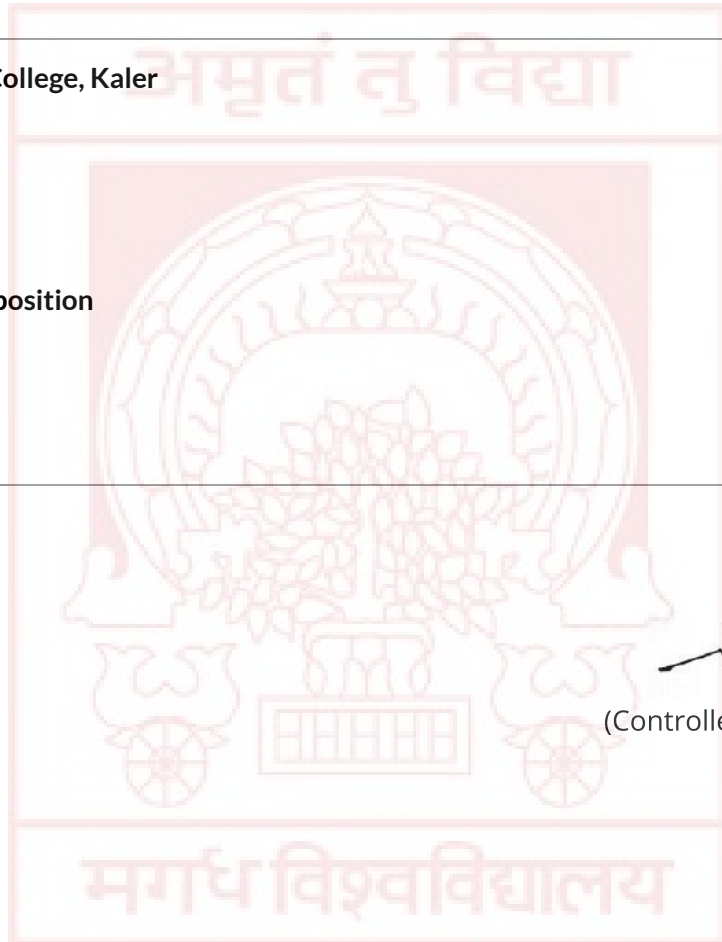 अमृतं तु विद्या
College, Kaler
position
(Controlle
मगध विश्वविद्यालय